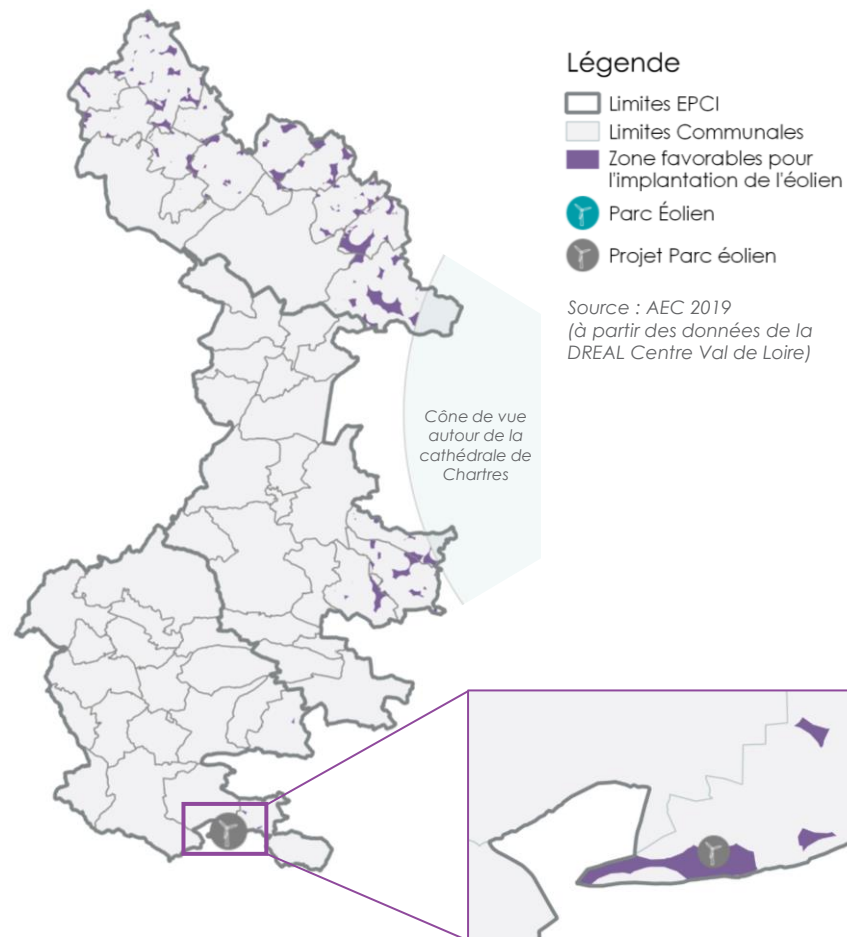 Légende
Limites EPCI
Limites Communales
Zone favorables pour
l'implantation de l'éolien
Parc Éolien
Projet Parc éolien
Source : AEC 2019
(à partir des données de la
DREAL Centre Val de Loire)
Cône de vue
autour de la
cathédrale de
Chartres